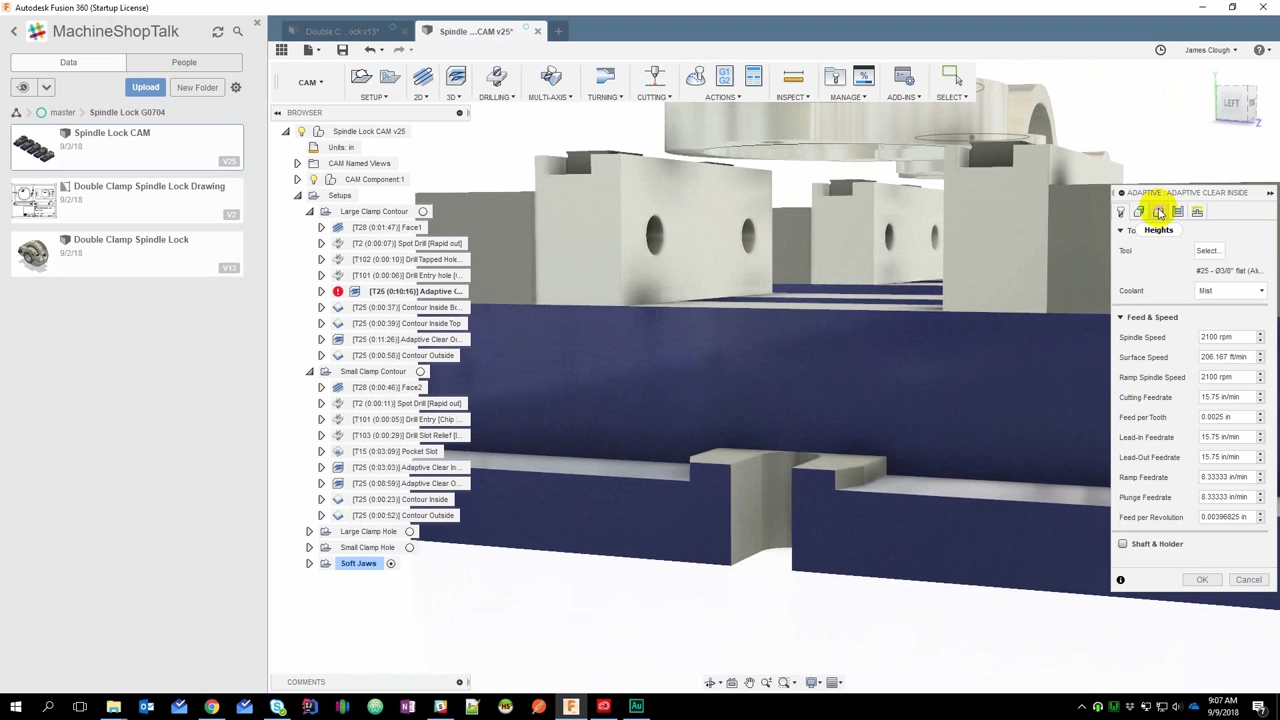 Autodesk Fusion 360 (Startup License)
MachineShopTalk
Data People
Upload New Folder
master > Spindle Lock G0704
Spindle Lock CAM
9/3/18
V25
Double Clamp Spindle Lock Drawing
9/2/18
V2
Double Clamp Spindle Lock
9/2/18
V13
Double C...Lock v13*
Spindle ...CAM v25*
James Clough
CAM
SETUP 2D 3D DRILLING MULTI-AXIS TURNING CUTTING ACTIONS INSPECT MANAGE ADD-INS SELECT
G1
G2
BROWSER
Spindle Lock CAM v25
Units: in
CAM Named Views
CAM Component:1
Setups
Large Clamp Contour
[T28 (0:01:47)] Face1
[T2 (0:00:07)] Spot Drill [Rapid out]
[T102 (0:00:10)] Drill Tapped Hole...
[T101 (0:00:06)] Drill Entry hole [C...
[T25 (0:10:16)] Adaptive C...
[T25 (0:00:37)] Contour Inside Bo...
[T25 (0:00:39)] Contour Inside Top
[T25 (0:11:26)] Adaptive Clear Ou...
[T25 (0:00:58)] Contour Outside
Small Clamp Contour
[T28 (0:00:46)] Face2
[T2 (0:00:11)] Spot Drill [Rapid out]
[T101 (0:00:05)] Drill Entry [Chip ...
[T103 (0:00:29)] Drill Slot Relief [I...
[T15 (0:03:09)] Pocket Slot
[T25 (0:03:03)] Adaptive Clear In...
[T25 (0:08:59)] Adaptive Clear O...
[T25 (0:00:23)] Contour Inside
[T25 (0:00:52)] Contour Outside
Large Clamp Hole
Small Clamp Hole
Soft Jaws
COMMENTS
LEFT
Y
Z
ADAPTIVE : ADAPTIVE CLEAR INSIDE
To
Heights
Tool Select...
#25 - Ø3/8" flat (Al...
Coolant Mist
Feed & Speed
Spindle Speed 2100 rpm
Surface Speed 206.167 ft/min
Ramp Spindle Speed 2100 rpm
Cutting Feedrate 15.75 in/min
Feed per Tooth 0.0025 in
Lead-In Feedrate 15.75 in/min
Lead-Out Feedrate 15.75 in/min
Ramp Feedrate 8.33333 in/min
Plunge Feedrate 8.33333 in/min
Feed per Revolution 0.00396825 in
Shaft & Holder
OK Cancel
9:07 AM
9/9/2018